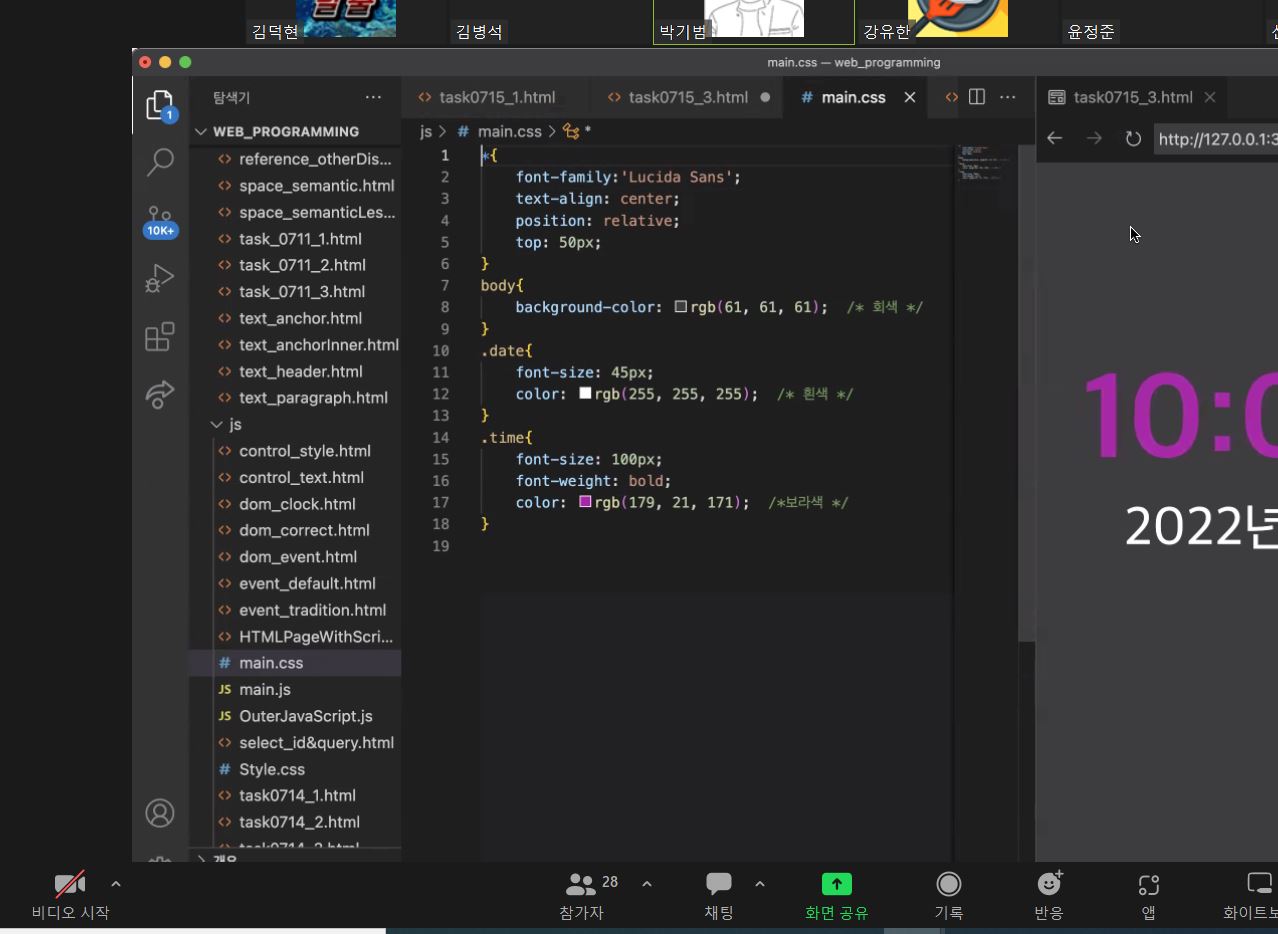 김덕현
김병석
박기범
강유한
윤정준
main.css — web_programming
탐색기
task0715_1.html
task0715_3.html
main.css
task0715_3.html
1
WEB_PROGRAMMING
js > # main.css > *
http://127.0.0.1:3
10K+
reference_otherDis...
space_semantic.html
space_semanticLes...
task_0711_1.html
task_0711_2.html
task_0711_3.html
text_anchor.html
text_anchorInner.html
text_header.html
text_paragraph.html
js
control_style.html
control_text.html
dom_clock.html
dom_correct.html
dom_event.html
event_default.html
event_tradition.html
HTMLPageWithScri...
# main.css
JS main.js
JS OuterJavaScript.js
select_id&query.html
# Style.css
task0714_1.html
task0714_2.html
개요
1 *{
2 font-family:'Lucida Sans';
3 text-align: center;
4 position: relative;
5 top: 50px;
6 }
7 body{
8 background-color: rgb(61, 61, 61); /* 회색 */
9 }
10 .date{
11 font-size: 45px;
12 color: rgb(255, 255, 255); /* 흰색 */
13 }
14 .time{
15 font-size: 100px;
16 font-weight: bold;
17 color: rgb(179, 21, 171); /*보라색 */
18 }
19
10:0
2022년
비디오 시작
28
참가자
채팅
화면 공유
기록
반응
앱
화이트보